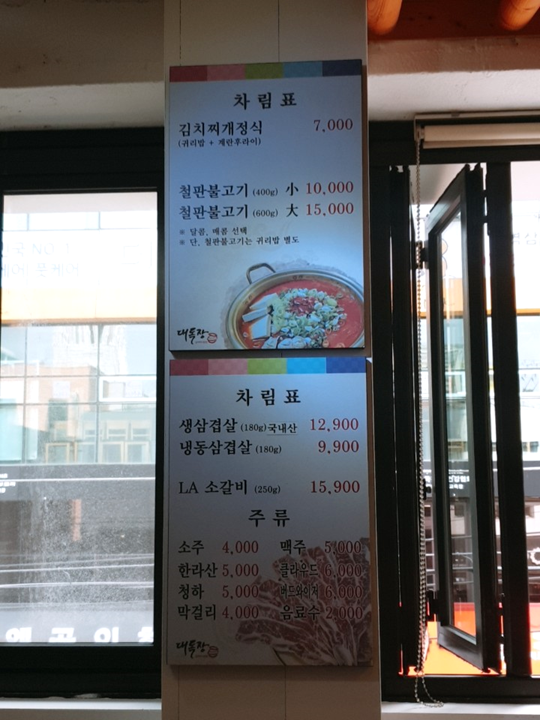 차림표
김치찌개정식 7,000
(귀리밥 + 계란후라이)
철판불고기 (400g) 小 10,000
철판불고기 (600g) 大 15,000
※ 달콤, 매콤 선택
※ 단, 철판불고기는 귀리밥 별도
차림표
생삼겹살 (180g)국내산 12,900
냉동삼겹살 (180g) 9,900
LA 소갈비 (250g) 15,900
주류
소주 4,000 맥주 5,000
한라산 5,000 클라우드 6,000
청하 5,000 버드와이저 6,000
막걸리 4,000 음료수 2,000